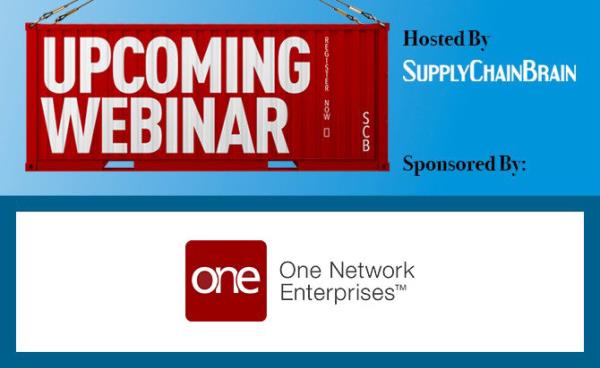 UPCOMING
WEBINAR
REGISTER NOW
SCB
Hosted By
SUPPLYCHAINBRAIN
Sponsored By:
one
One Network
Enterprises™